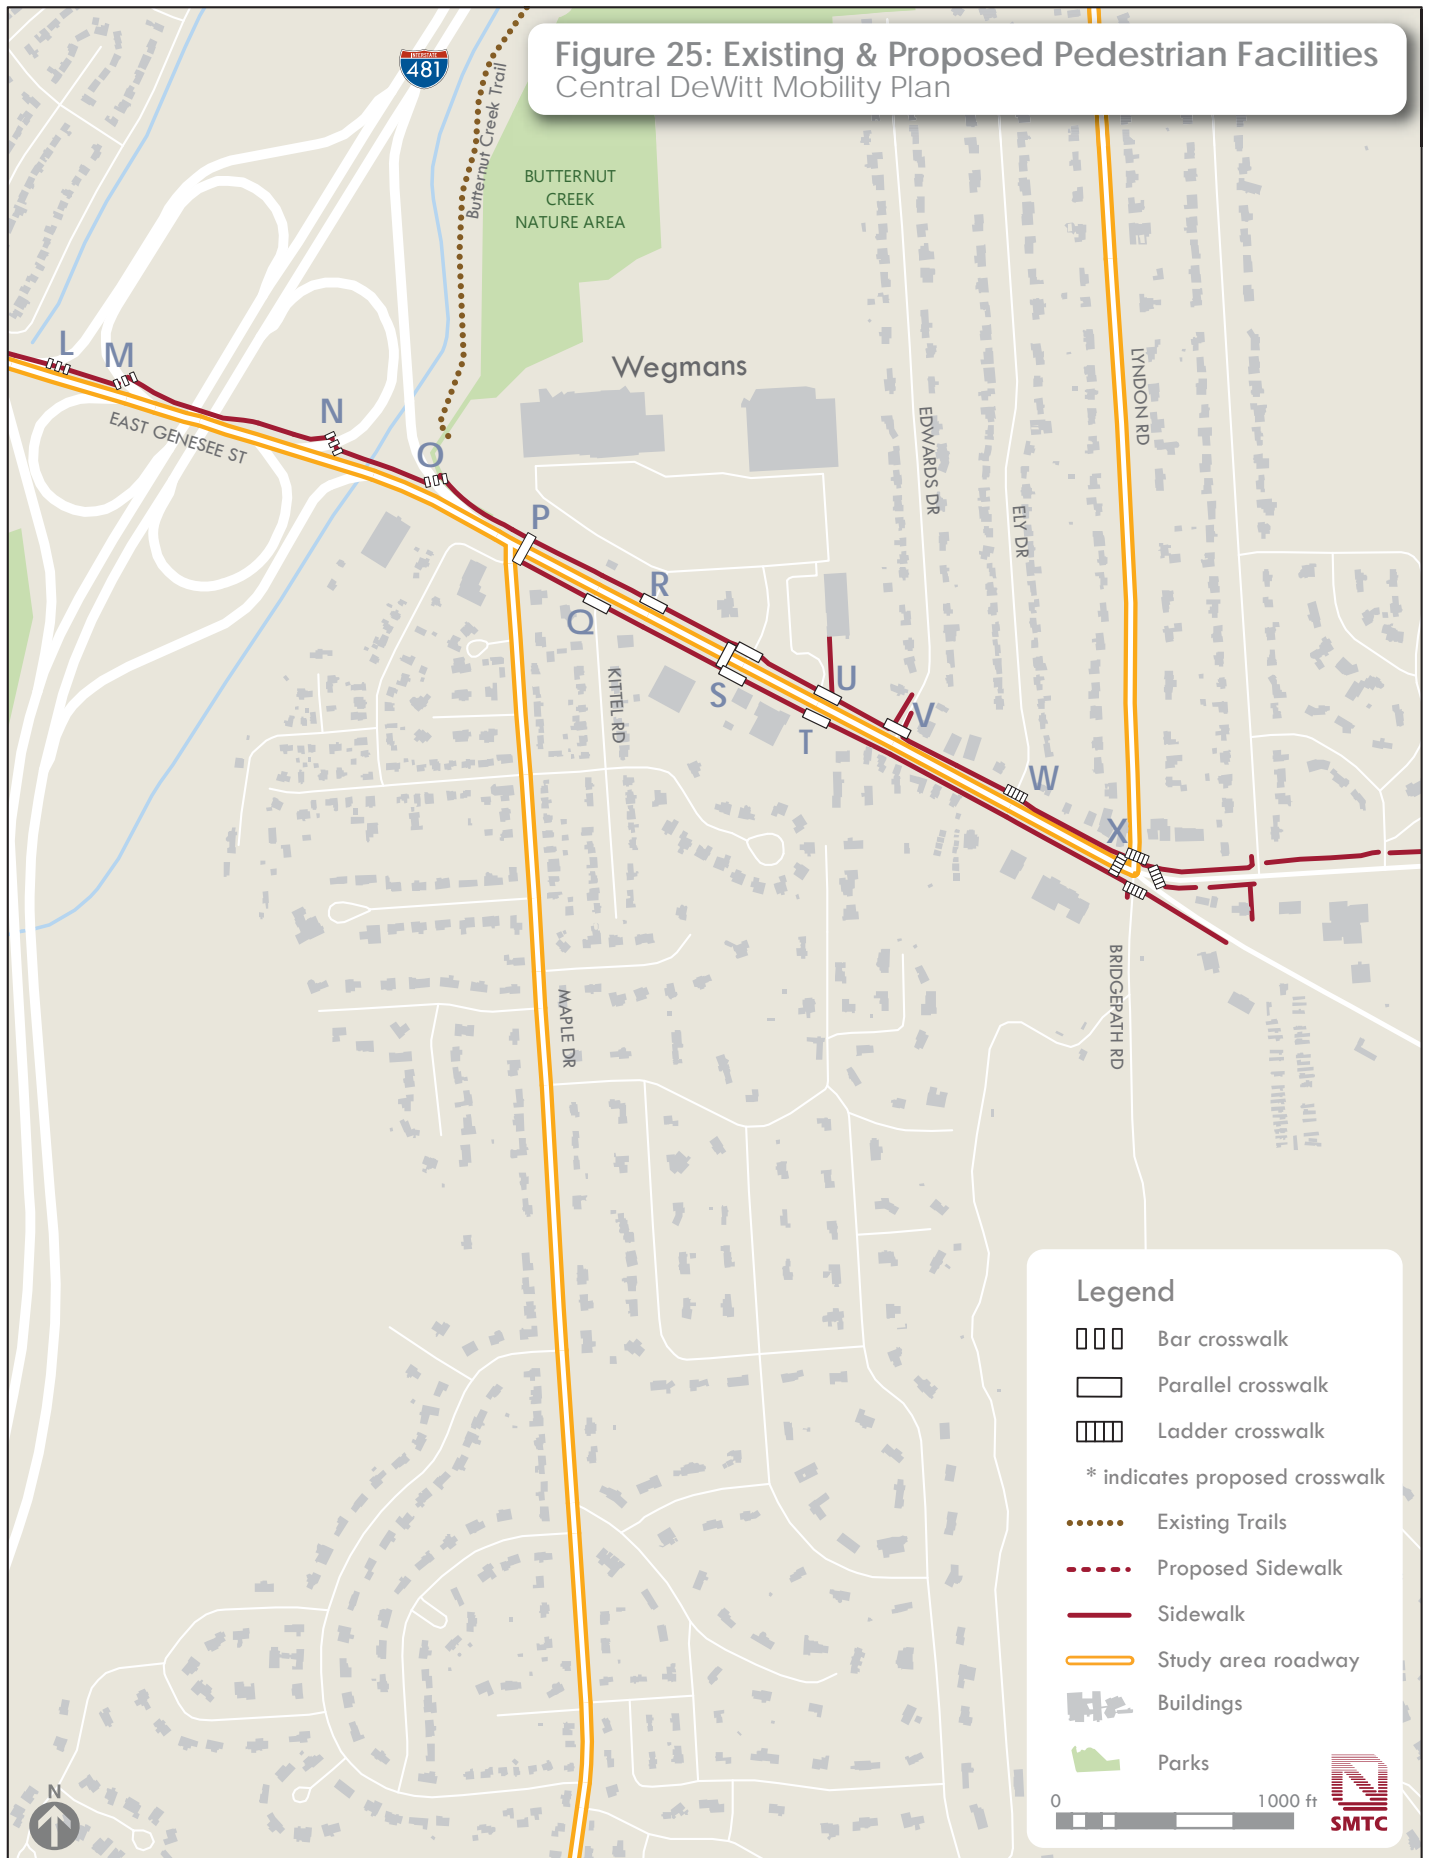 Figure 25: Existing & Proposed Pedestrian Facilities
Central DeWitt Mobility Plan
INTERSTATE
481
Butternut Creek Trail
BUTTERNUT
CREEK
NATURE AREA
Wegmans
L
M
N
O
EAST GENESEE ST
P
Q
R
S
T
U
V
W
X
EDWARDS DR
ELY DR
LYNDON RD
KITTEL RD
MAPLE DR
BRIDGEPATH RD
Legend
Bar crosswalk
Parallel crosswalk
Ladder crosswalk
* indicates proposed crosswalk
Existing Trails
Proposed Sidewalk
Sidewalk
Study area roadway
Buildings
Parks
0 1000 ft
SMTC
N